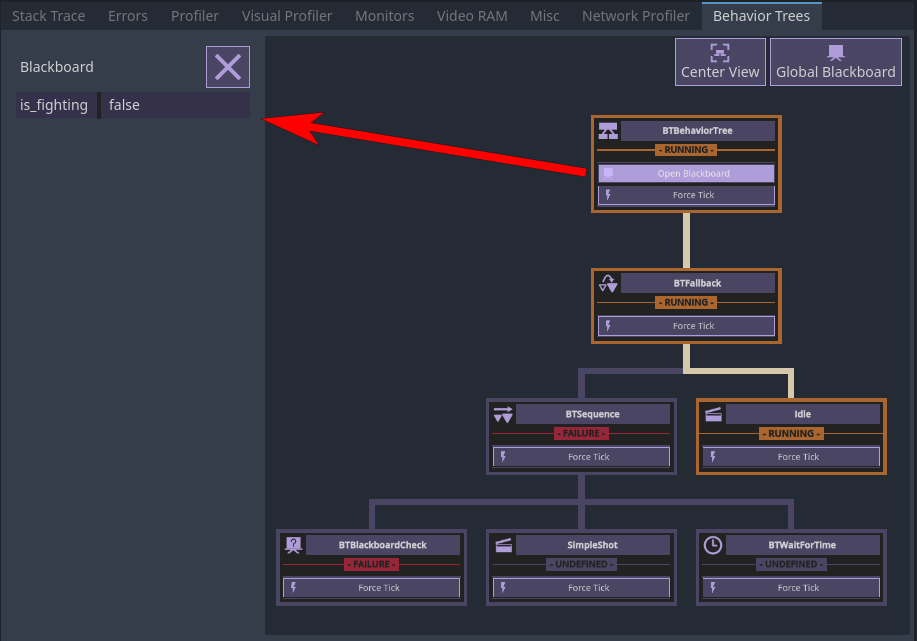 Stack Trace Errors Profiler Visual Profiler Monitors Video RAM Misc Network Profiler Behavior Trees
Blackboard
is_fighting false
Center View Global Blackboard
BTBehaviorTree
- RUNNING -
Open Blackboard
Force Tick
BTFallback
- RUNNING -
Force Tick
BTSequence Idle
- FAILURE - - RUNNING -
Force Tick Force Tick
BTBlackboardCheck SimpleShot BTWaitForTime
- FAILURE - - UNDEFINED - - UNDEFINED -
Force Tick Force Tick Force Tick